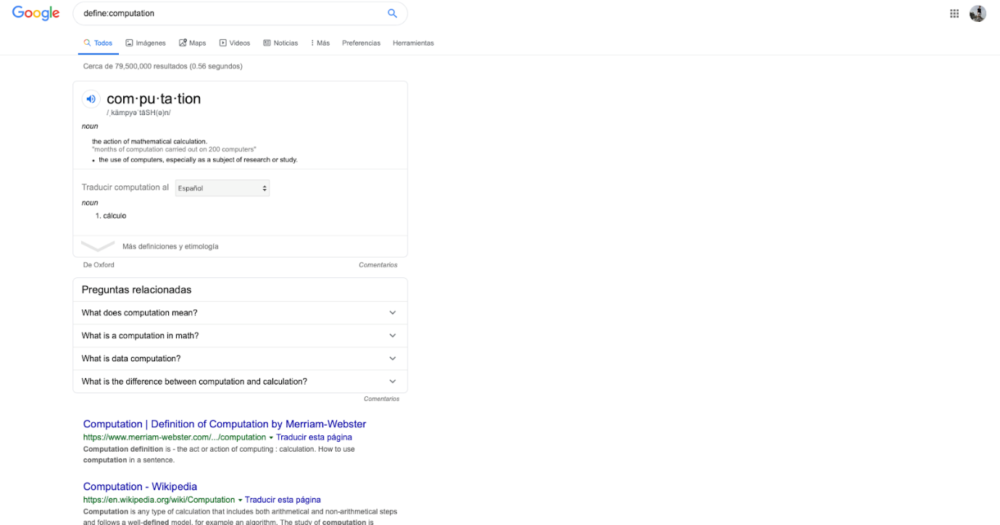 Google
define:computation
Todos Imágenes Maps Videos Noticias Más Preferencias Herramientas
Cerca de 79,500,000 resultados (0.56 segundos)
com·pu·ta·tion
/ˌkämpyəˈtāSH(ə)n/
noun
the action of mathematical calculation.
"months of computation carried out on 200 computers"
• the use of computers, especially as a subject of research or study.
Traducir computation al Español
noun
1. cálculo
Más definiciones y etimología
De Oxford Comentarios
Preguntas relacionadas
What does computation mean?
What is a computation in math?
What is data computation?
What is the difference between computation and calculation?
Comentarios
Computation | Definition of Computation by Merriam-Webster
https://www.merriam-webster.com/.../computation Traducir esta página
Computation definition is - the act or action of computing : calculation. How to use
computation in a sentence.
Computation - Wikipedia
https://en.wikipedia.org/wiki/Computation Traducir esta página
Computation is any type of calculation that includes both arithmetical and non-arithmetical steps
and follows a well-defined model, for example an algorithm. The study of computation is